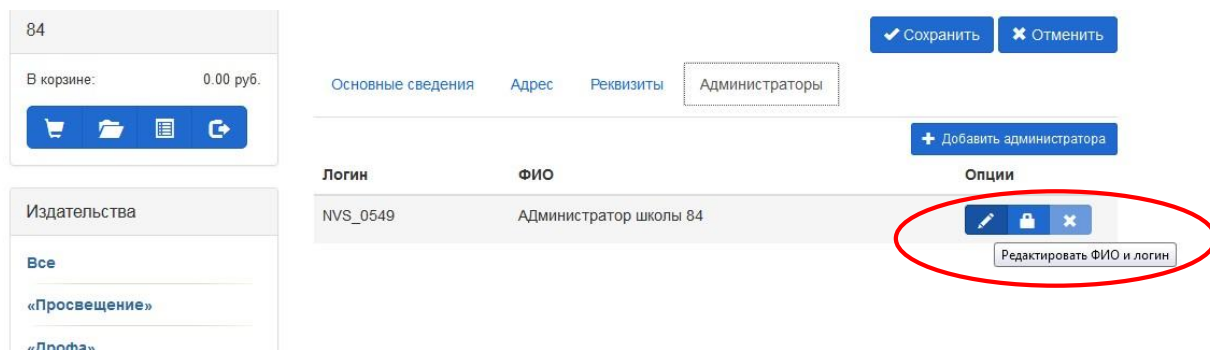 84
В корзине: 0.00 руб.
Издательства
Все
«Просвещение»
«Дрофа»
Сохранить Отменить
Основные сведения Адрес Реквизиты Администраторы
Добавить администратора
Логин ФИО Опции
NVS_0549 АДминистратор школы 84
Редактировать ФИО и логин